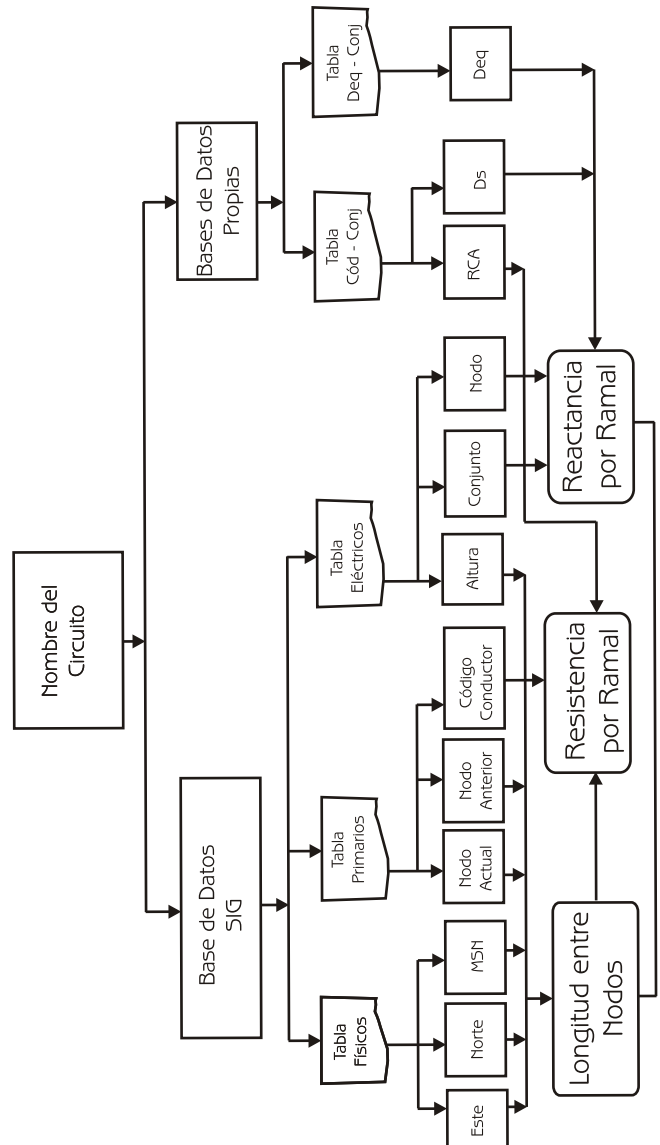 Nombre del
Circuito
Base de Datos
SIG
Bases de Datos
Propias
Tabla
Físicos
Tabla
Primarios
Tabla
Eléctricos
Tabla
Cód - Conj
Tabla
Deq - Conj
Este
Norte
MSN
Nodo
Actual
Nodo
Anterior
Código
Conductor
Altura
Conjunto
Nodo
RCA
Ds
Deq
Longitud entre
Nodos
Resistencia
por Ramal
Reactancia
por Ramal